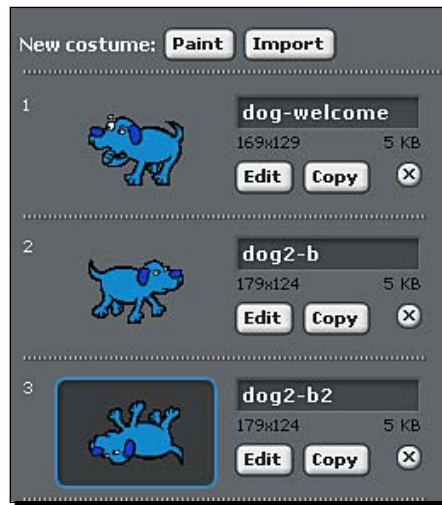 New costume: Paint Import
1
dog-welcome
169x129 5 KB
Edit Copy
2
dog2-b
179x124 5 KB
Edit Copy
3
dog2-b2
179x124 5 KB
Edit Copy